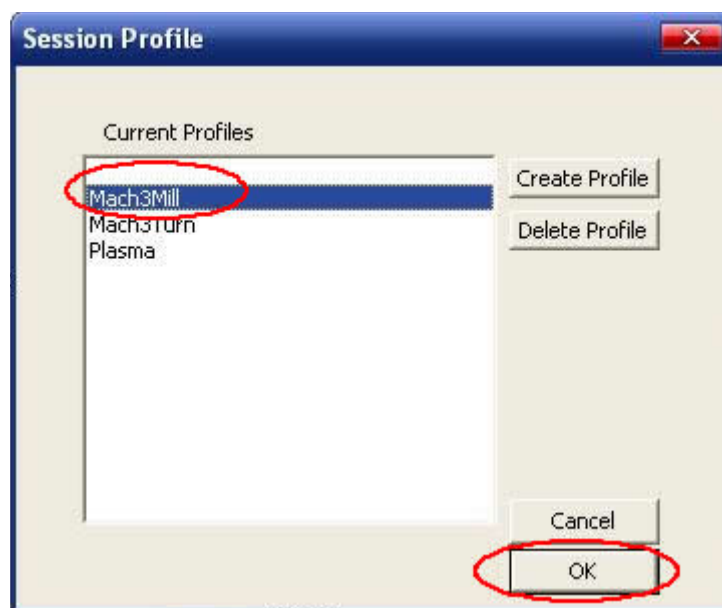 Session Profile
Current Profiles
Mach3Mill
Mach3Turn
Plasma
Create Profile
Delete Profile
Cancel
OK